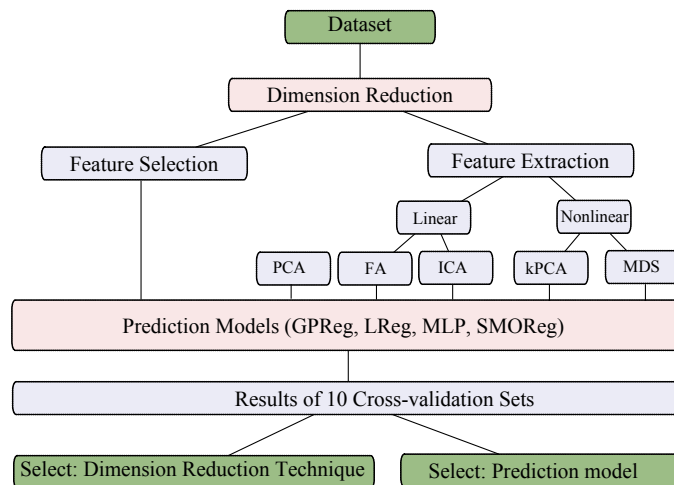 Dataset
Dimension Reduction
Feature Selection
Feature Extraction
Linear
Nonlinear
PCA
FA
ICA
kPCA
MDS
Prediction Models (GPReg, LReg, MLP, SMOReg)
Results of 10 Cross-validation Sets
Select: Dimension Reduction Technique
Select: Prediction model